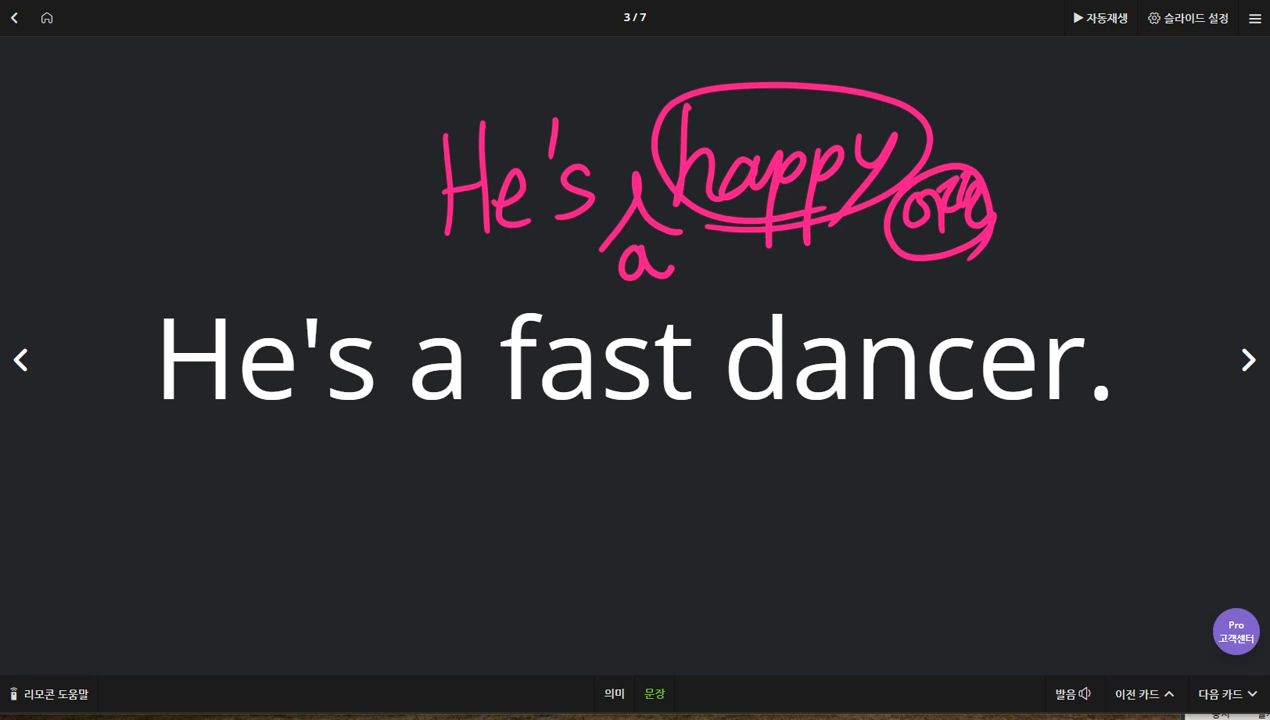 3 / 7
자동재생
슬라이드 설정
He's happy
a
He's a fast dancer.
Pro
고객센터
리모콘 도움말
의미
문장
발음
이전 카드
다음 카드